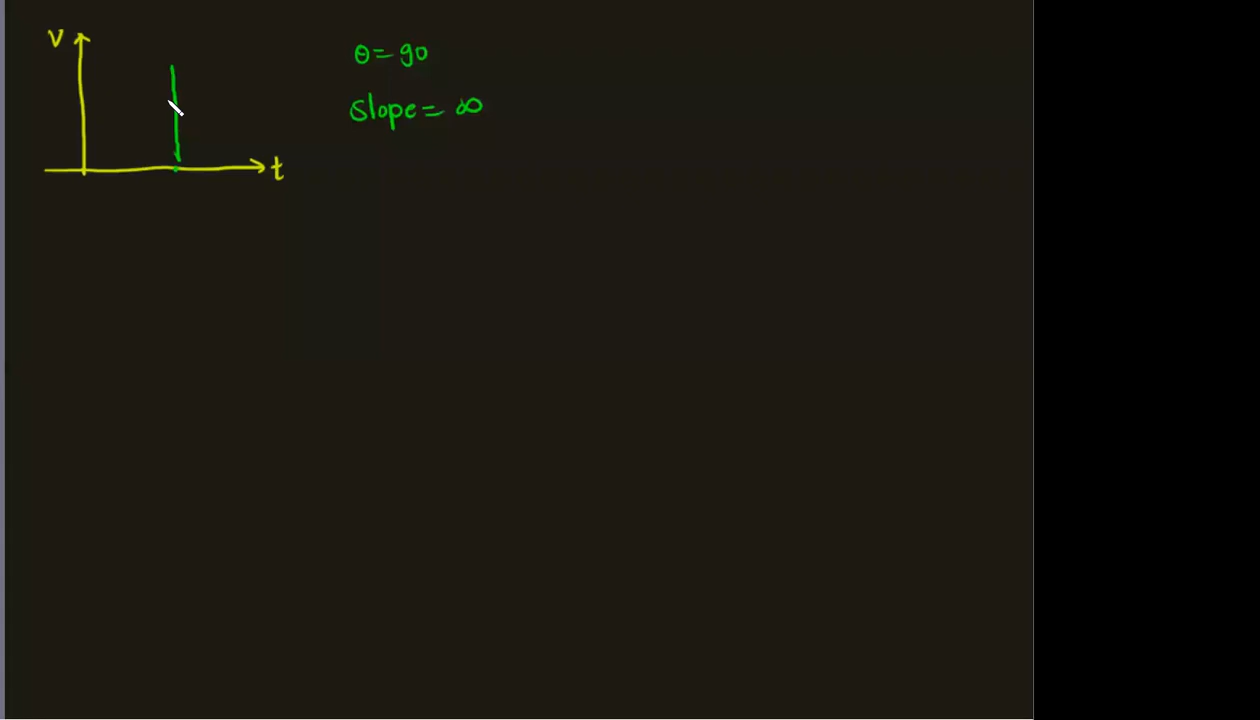 v
θ = 90
slope = ∞
t